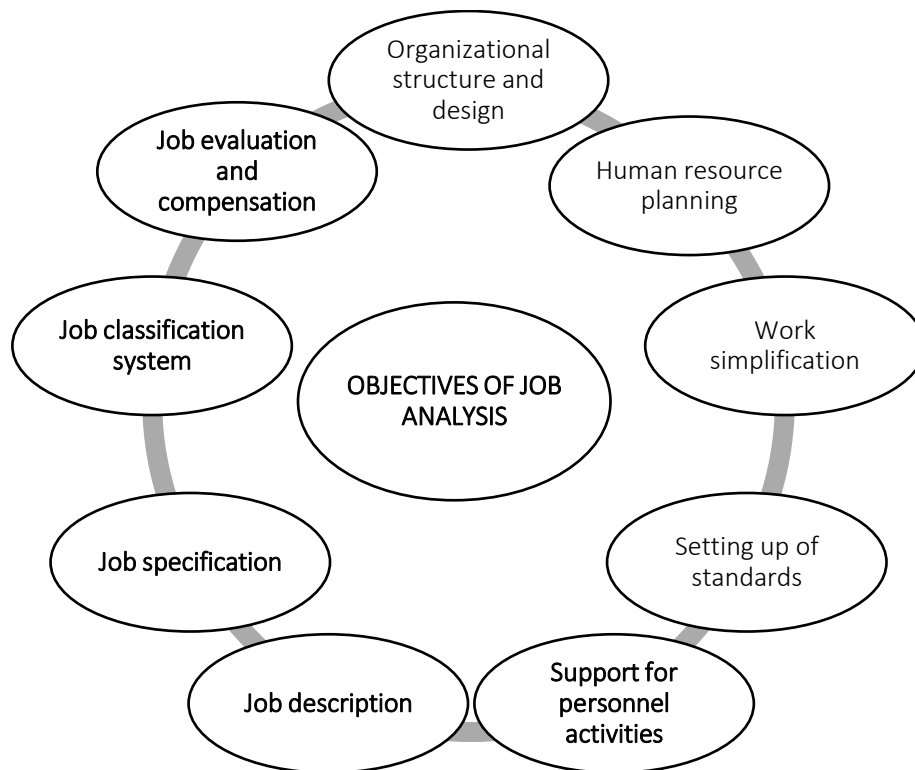 Organizational
structure and
design
Human resource
planning
Work
simplification
Setting up of
standards
Support for
personnel
activities
Job description
Job specification
Job classification
system
Job evaluation
and
compensation
OBJECTIVES OF JOB
ANALYSIS